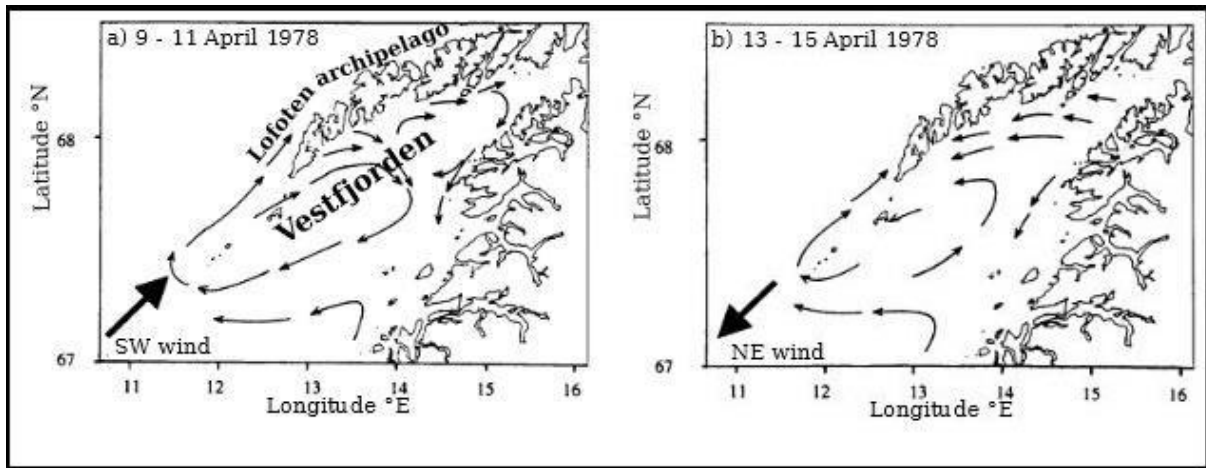 a) 9 - 11 April 1978
Lofoten archipelago
Vestfjorden
SW wind
Latitude °N
68
67
11 12 13 14 15 16
Longitude °E
b) 13 - 15 April 1978
NE wind
Latitude °N
68
67
11 12 13 14 15 16
Longitude °E